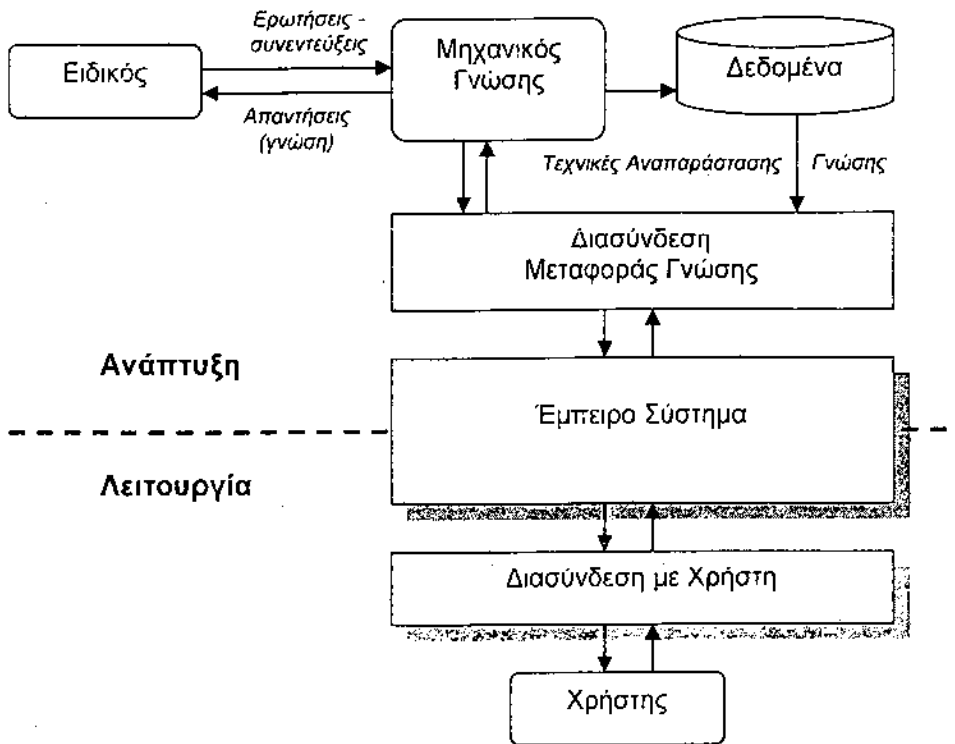 Ερωτήσεις -
συνεντεύξεις
Ειδικός
Μηχανικός
Γνώσης
Δεδομένα
Απαντήσεις
(γνώση)
Τεχνικές Αναπαράστασης Γνώσης
Διασύνδεση
Μεταφοράς Γνώσης
Ανάπτυξη
Έμπειρο Σύστημα
Λειτουργία
Διασύνδεση με Χρήστη
Χρήστης